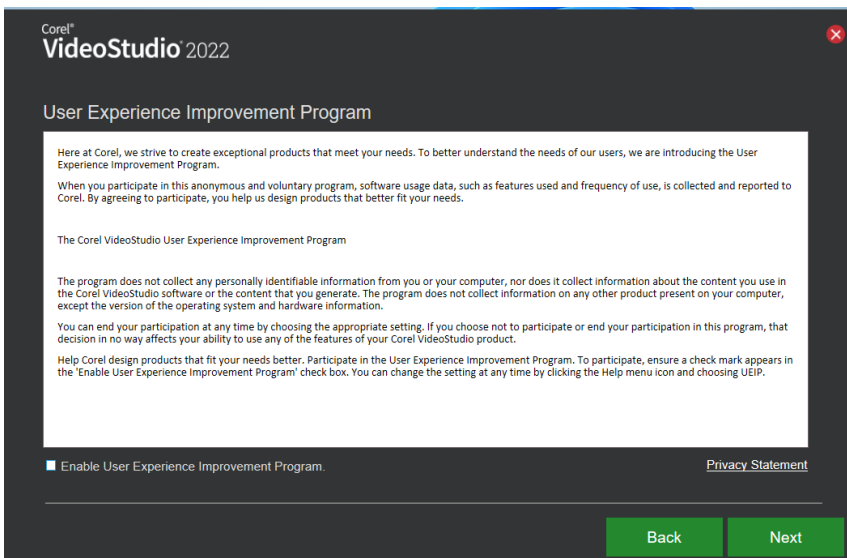 Corel®
VideoStudio® 2022
User Experience Improvement Program
Here at Corel, we strive to create exceptional products that meet your needs. To better understand the needs of our users, we are introducing the User
Experience Improvement Program.
When you participate in this anonymous and voluntary program, software usage data, such as features used and frequency of use, is collected and reported to
Corel. By agreeing to participate, you help us design products that better fit your needs.
The Corel VideoStudio User Experience Improvement Program
The program does not collect any personally identifiable information from you or your computer, nor does it collect information about the content you use in
the Corel VideoStudio software or the content that you generate. The program does not collect information on any other product present on your computer,
except the version of the operating system and hardware information.
You can end your participation at any time by choosing the appropriate setting. If you choose not to participate or end your participation in this program, that
decision in no way affects your ability to use any of the features of your Corel VideoStudio product.
Help Corel design products that fit your needs better. Participate in the User Experience Improvement Program. To participate, ensure a check mark appears in
the 'Enable User Experience Improvement Program' check box. You can change the setting at any time by clicking the Help menu icon and choosing UEIP.
Enable User Experience Improvement Program.
Privacy Statement
Back
Next